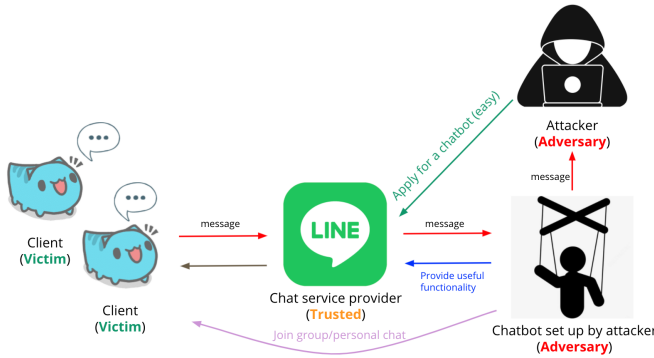 Apply for a chatbot (easy)
Attacker
(Adversary)
message
Client
(Victim)
Client
(Victim)
message
LINE
message
Provide useful
functionality
Chat service provider
(Trusted)
Join group/personal chat
Chatbot set up by attacker
(Adversary)